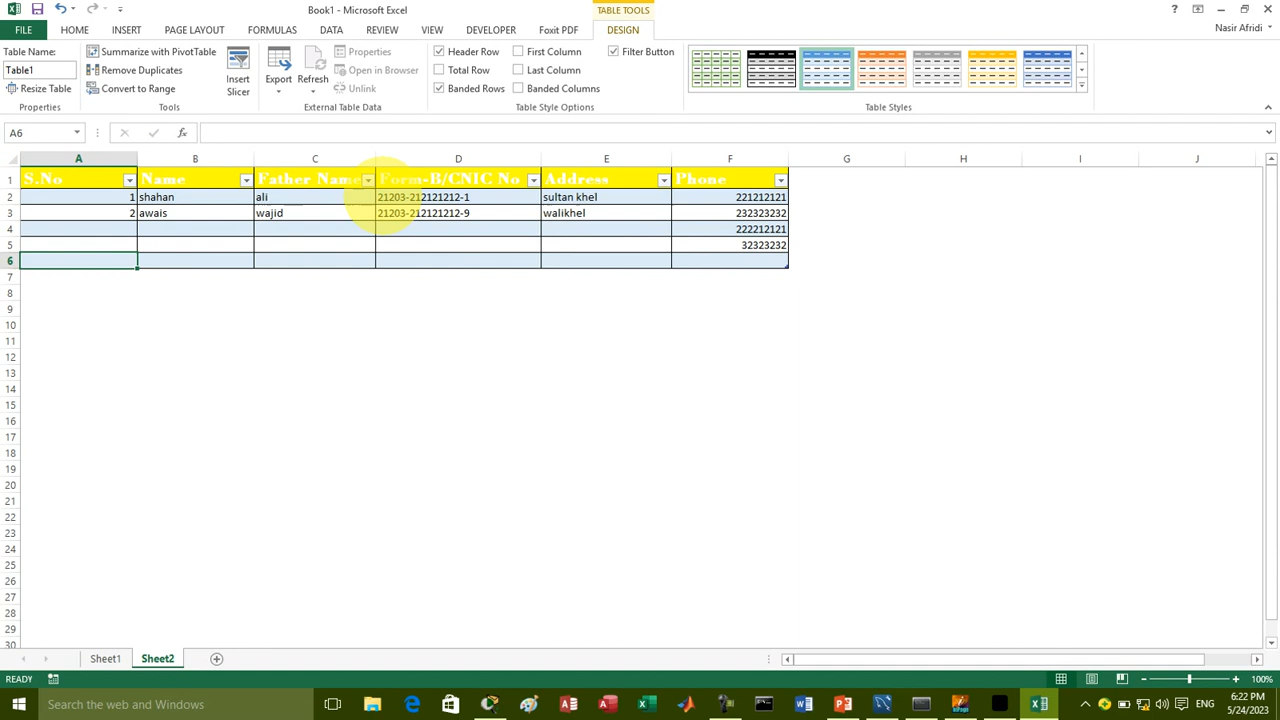 Book1 - Microsoft Excel
TABLE TOOLS
FILE HOME INSERT PAGE LAYOUT FORMULAS DATA REVIEW VIEW DEVELOPER Foxit PDF DESIGN
Nasir Afridi
Table Name:
Table1
Resize Table
Properties
Summarize with PivotTable
Remove Duplicates
Convert to Range
Tools
Insert
Slicer
Export
Refresh
Properties
Open in Browser
Unlink
External Table Data
Header Row First Column Filter Button
Total Row Last Column
Banded Rows Banded Columns
Table Style Options
Table Styles
A6
fx
A B C D E F G H I J
1 S.No Name Father Name Form-B/CNIC No Address Phone
2 1 shahan ali 21203-212121212-1 sultan khel 221212121
3 2 awais wajid 21203-212121212-9 walikhel 232323232
4 222212121
5 32323232
6
7
8
9
10
11
12
13
14
15
16
17
18
19
20
21
22
23
24
25
26
27
28
29
30
Sheet1 Sheet2
READY
100%
Search the web and Windows
ENG
6:22 PM
5/24/2023